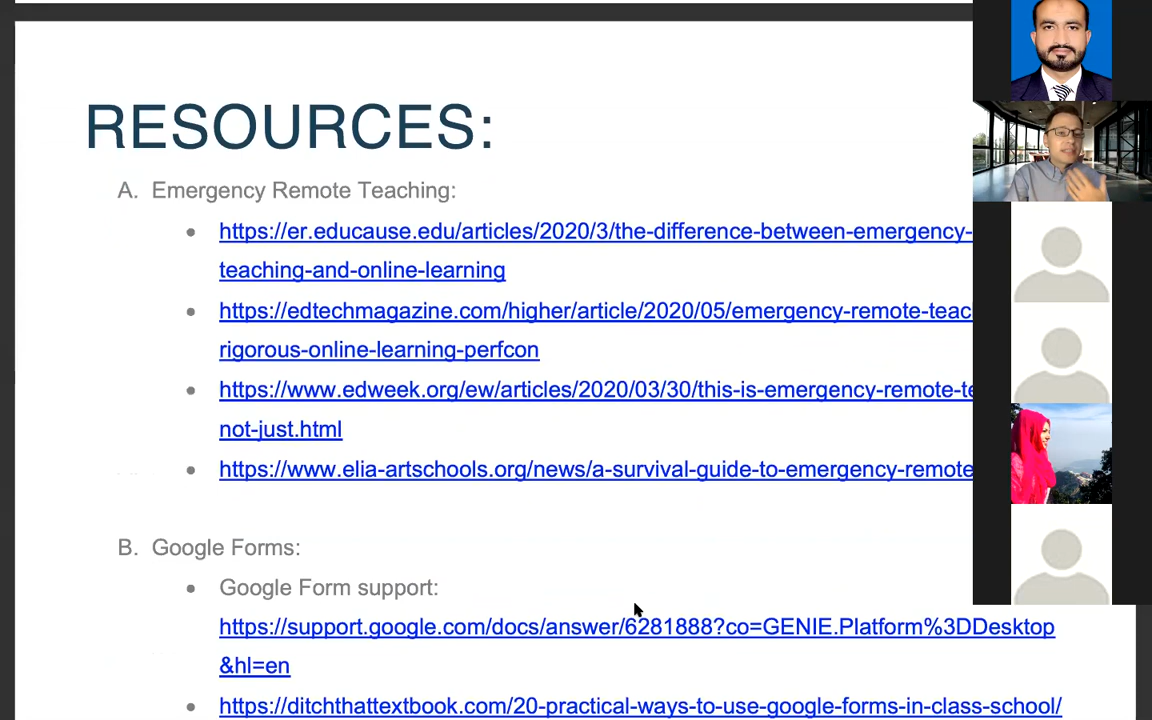 RESOURCES:
A. Emergency Remote Teaching:
https://er.educause.edu/articles/2020/3/the-difference-between-emergency-
teaching-and-online-learning
https://edtechmagazine.com/higher/article/2020/05/emergency-remote-teac
rigorous-online-learning-perfcon
https://www.edweek.org/ew/articles/2020/03/30/this-is-emergency-remote-te
not-just.html
https://www.elia-artschools.org/news/a-survival-guide-to-emergency-remote
B. Google Forms:
Google Form support:
https://support.google.com/docs/answer/6281888?co=GENIE.Platform%3DDesktop
&hl=en
https://ditchthattextbook.com/20-practical-ways-to-use-google-forms-in-class-school/